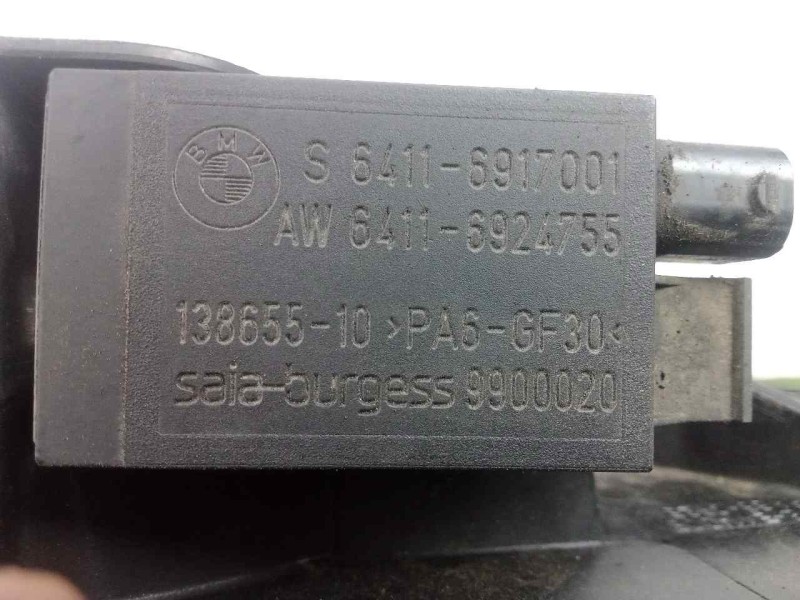 BMW
S 6411-6917001
AW 6411-6924755
138655-10 >PA6-GF30<
saia-burgess 9900020